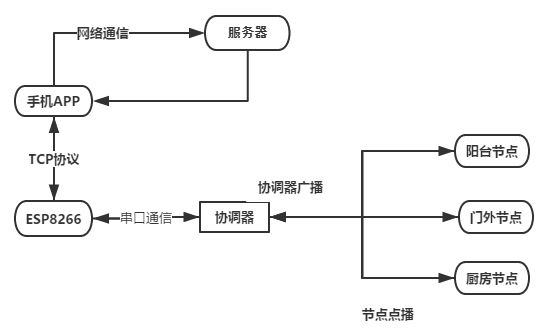 网络通信
服务器
手机APP
TCP协议
阳台节点
协调器广播
ESP8266
串口通信
协调器
门外节点
厨房节点
节点点播